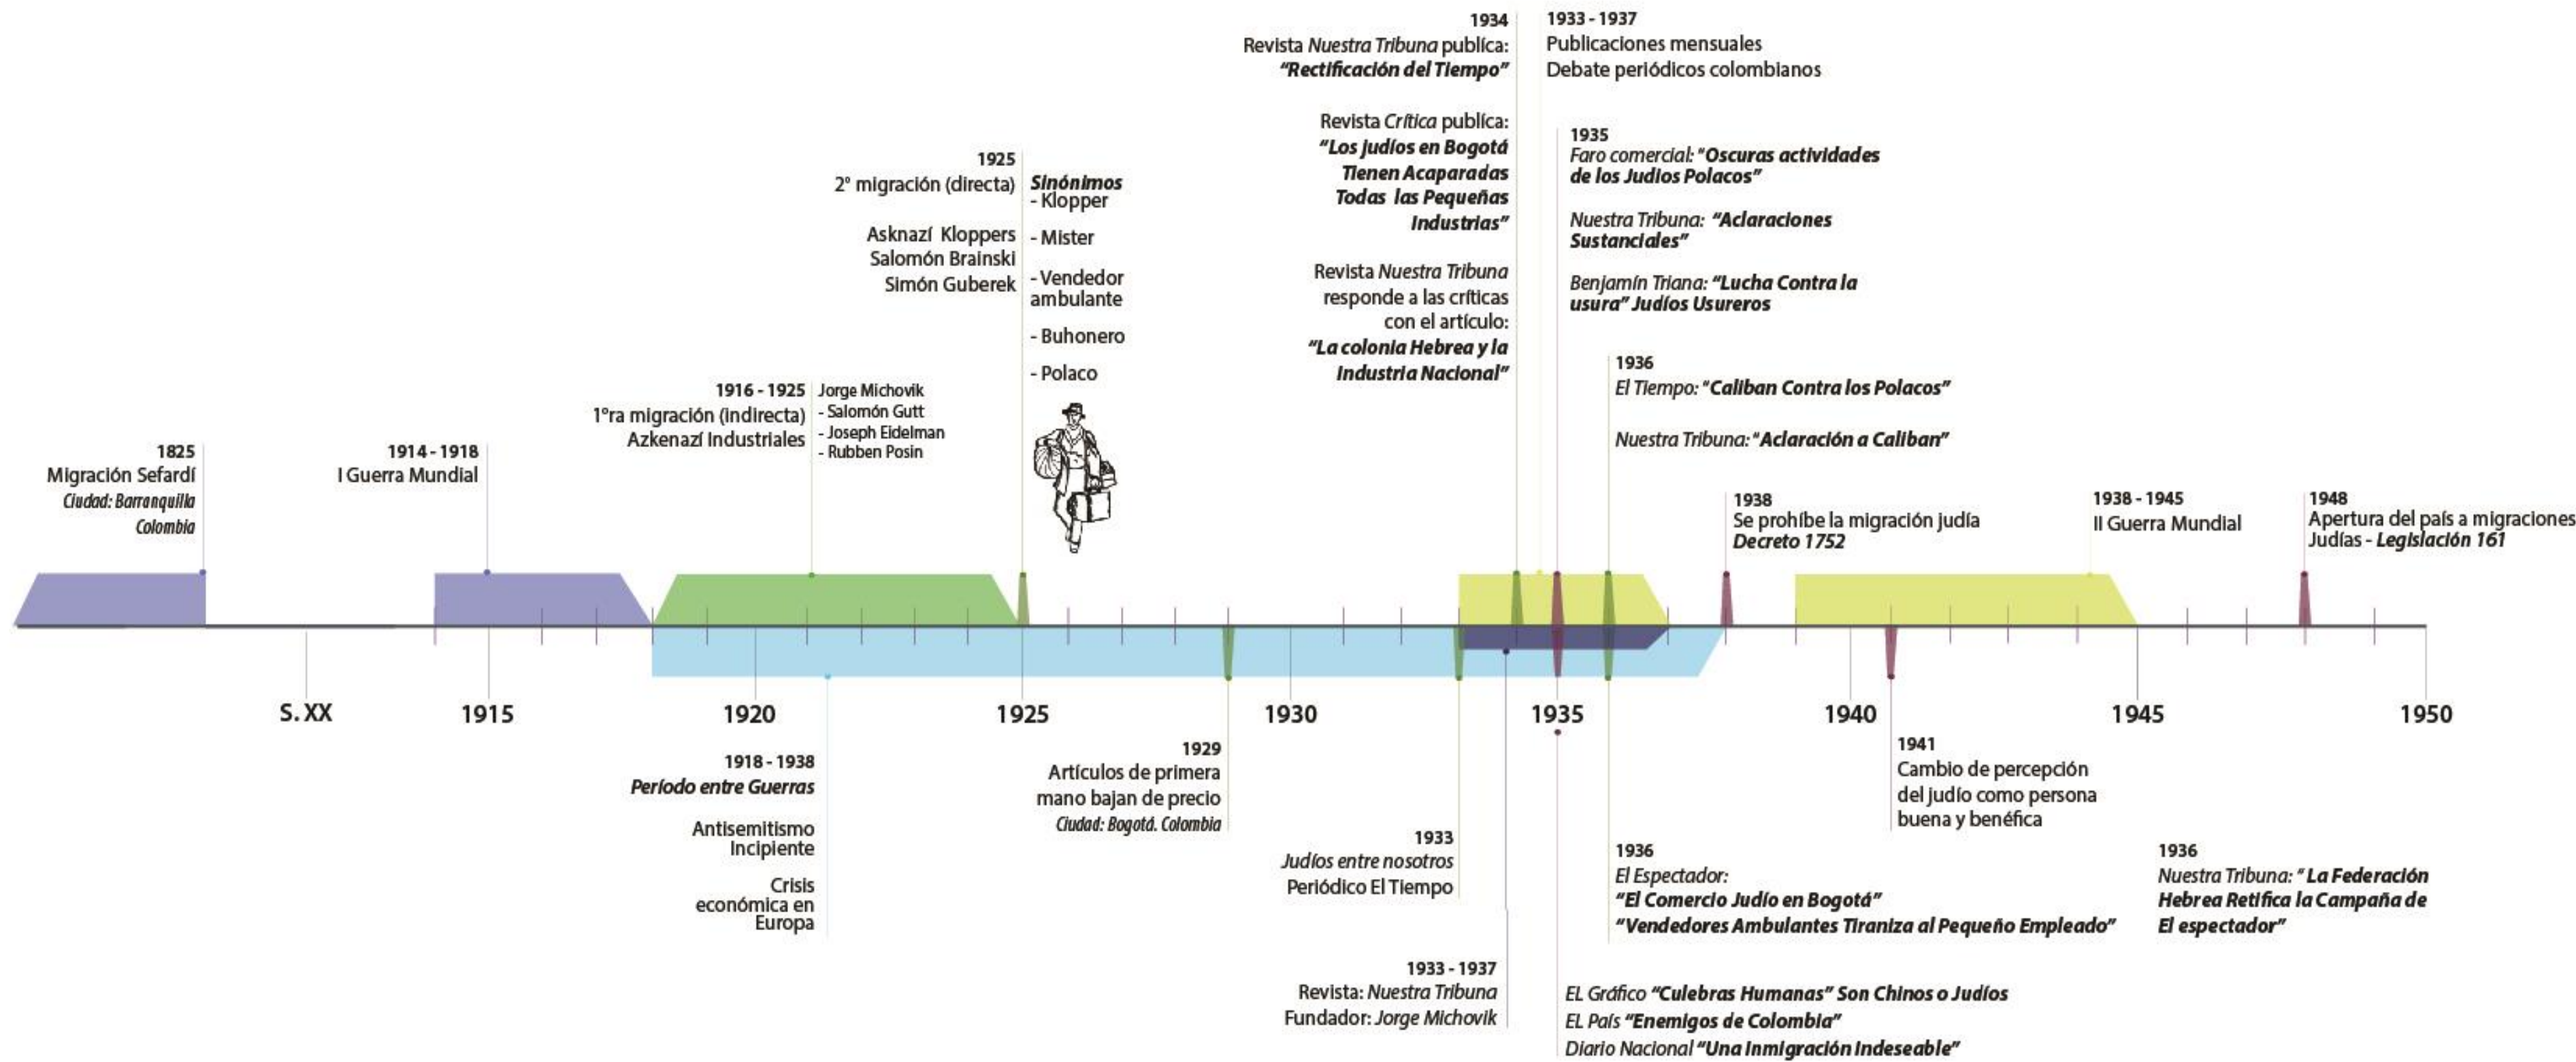 1825
Migración Sefardí
Ciudad: Barranquilla
Colombia
1914 - 1918
I Guerra Mundial
1916 - 1925
1°ra migración (indirecta)
Azkenazí Industriales
Jorge Michovik
- Salomón Gutt
- Joseph Eidelman
- Rubben Posin
1925
2° migración (directa)
Asknazí Kloppers
Salomón Brainski
Simón Guberek
Sinónimos
- Klopper
- Mister
- Vendedor
ambulante
- Buhonero
- Polaco
1934
Revista Nuestra Tribuna publíca:
“Rectificación del Tiempo”
Revista Crítica publíca:
“Los judíos en Bogotá
Tienen Acaparadas
Todas las Pequeñas
Industrias”
Revista Nuestra Tribuna
responde a las críticas
con el artículo:
“La colonia Hebrea y la
Industria Nacional”
1933 - 1937
Publicaciones mensuales
Debate periódicos colombianos
1935
Faro comercial: “Oscuras actividades
de los Judios Polacos”
Nuestra Tribuna: “Aclaraciones
Sustanciales”
Benjamín Triana: “Lucha Contra la
usura” Judíos Usureros
1936
El Tiempo: “Caliban Contra los Polacos”
Nuestra Tribuna: “Aclaración a Caliban”
1938
Se prohíbe la migración judía
Decreto 1752
1938 - 1945
II Guerra Mundial
1948
Apertura del país a migraciones
Judías - Legislación 161
S. XX
1915
1920
1925
1930
1935
1940
1945
1950
1918 - 1938
Período entre Guerras
Antisemitismo
Incipiente
Crisis
económica en
Europa
1929
Artículos de primera
mano bajan de precio
Ciudad: Bogotá. Colombia
1933
Judíos entre nosotros
Periódico El Tiempo
1933 - 1937
Revista: Nuestra Tribuna
Fundador: Jorge Michovik
1936
El Espectador:
“El Comercio Judío en Bogotá”
“Vendedores Ambulantes Tiraniza al Pequeño Empleado”
EL Gráfico “Culebras Humanas” Son Chinos o Judíos
EL País “Enemigos de Colombia”
Diario Nacional “Una Inmigración Indeseable”
1941
Cambio de percepción
del judío como persona
buena y benéfica
1936
Nuestra Tribuna: “ La Federación
Hebrea Retifica la Campaña de
El espectador”